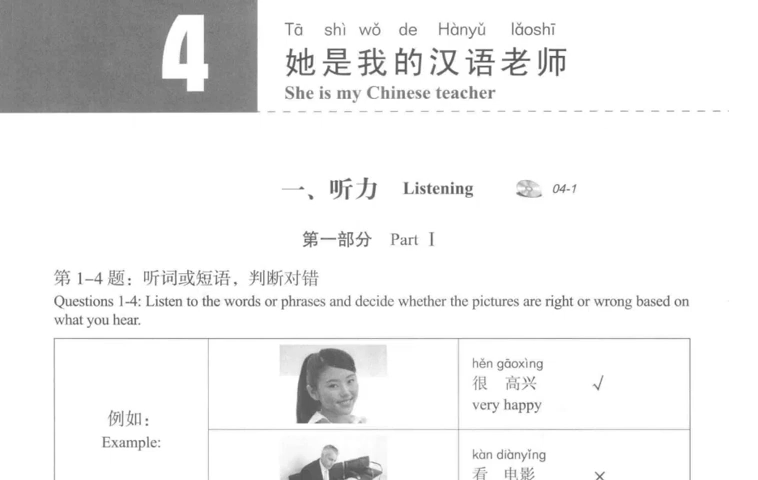 4
Tā shì wǒ de Hànyǔ lǎoshī
她是我的汉语老师
She is my Chinese teacher
一、听力 Listening 04-1
第一部分 Part Ⅰ
第 1-4 题：听词或短语，判断对错
Questions 1-4: Listen to the words or phrases and decide whether the pictures are right or wrong based on
what you hear.
例如：
Example:
hěn gāoxìng
很 高兴 √
very happy
kàn diànyǐng
看 电影 ×